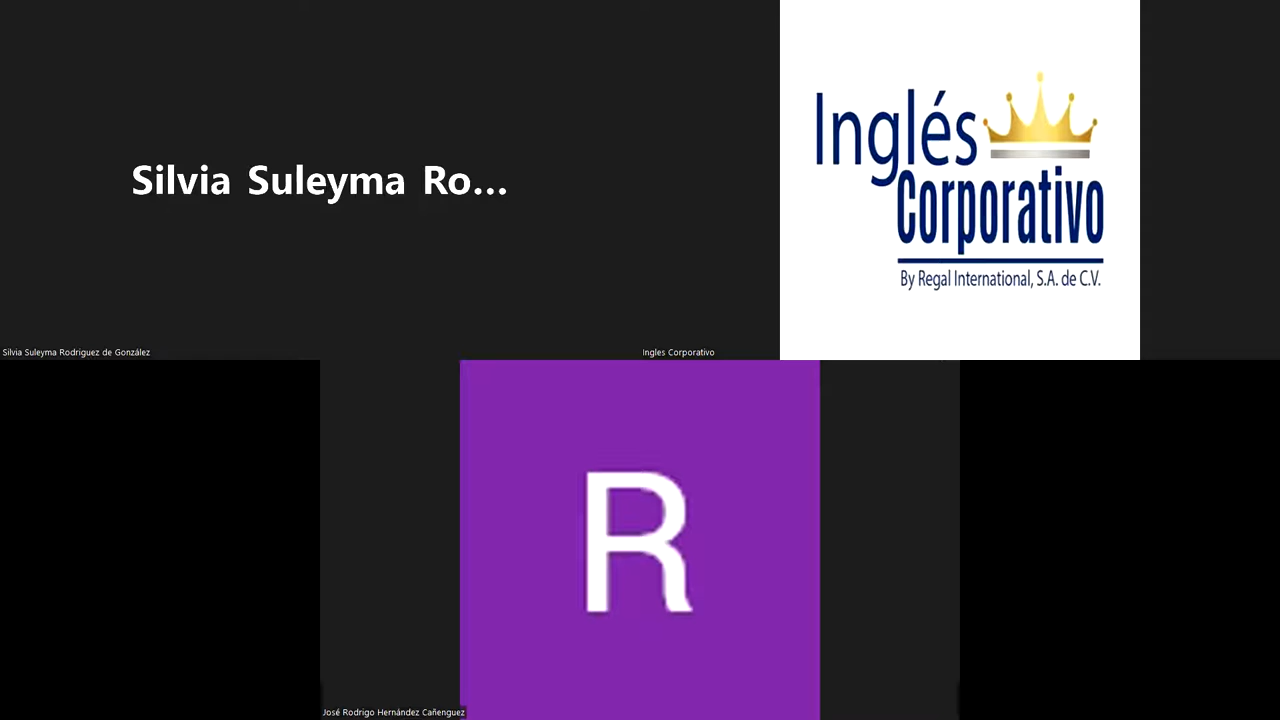 Silvia Suleyma Ro...
Inglés
Corporativo
By Regal International, S.A. de C.V.
Silvia Suleyma Rodriguez de González
Ingles Corporativo
R
José Rodrigo Hernández Cañenguez